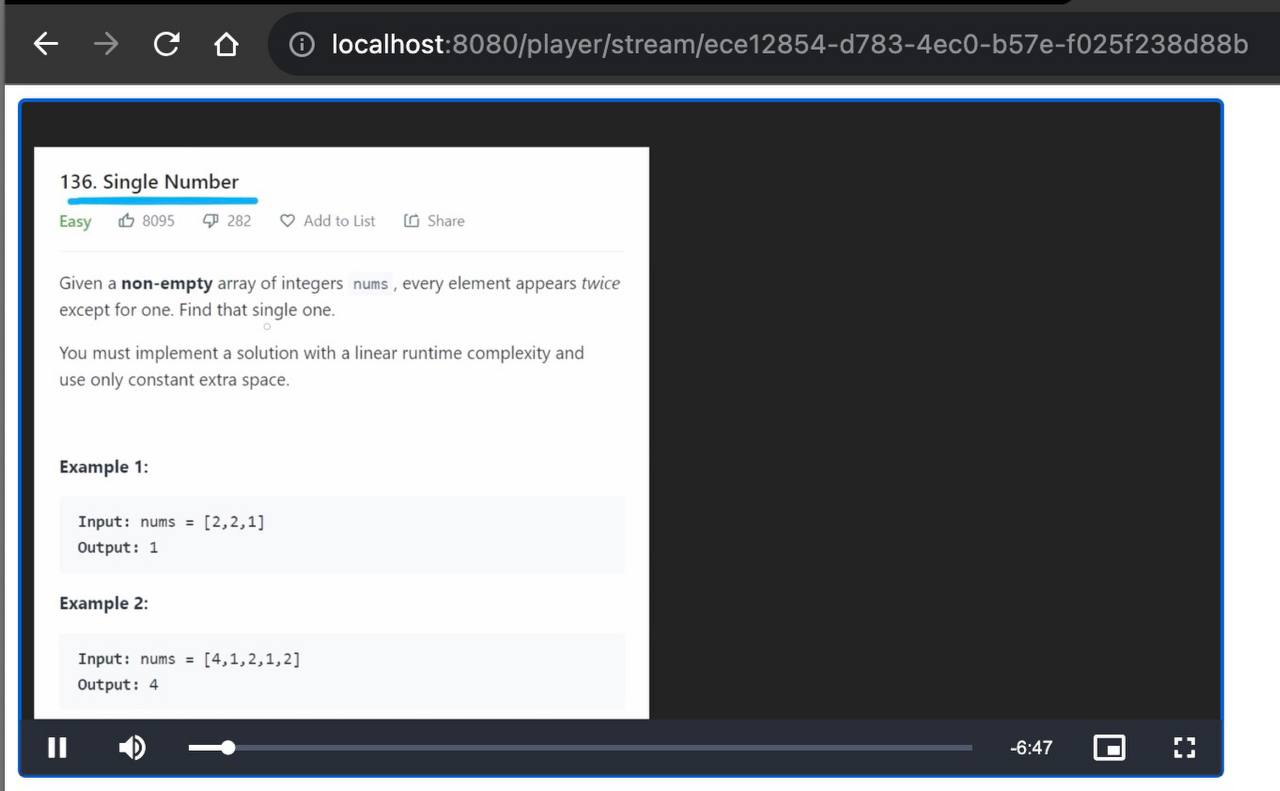 localhost:8080/player/stream/ece12854-d783-4ec0-b57e-f025f238d88b
136. Single Number
Easy 8095 282 Add to List Share
Given a non-empty array of integers nums , every element appears twice
except for one. Find that single one.
You must implement a solution with a linear runtime complexity and
use only constant extra space.
Example 1:
Input: nums = [2,2,1]
Output: 1
Example 2:
Input: nums = [4,1,2,1,2]
Output: 4
-6:47